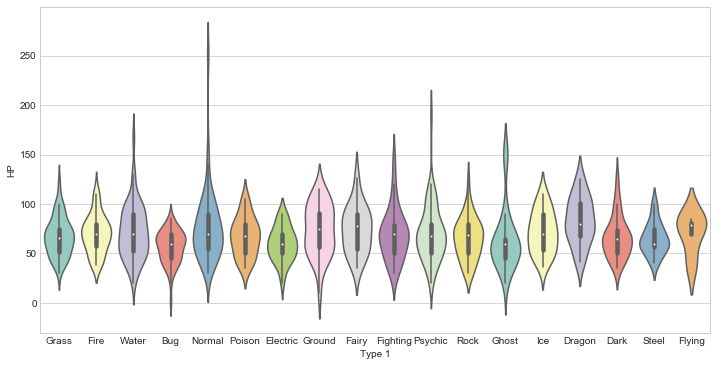 250
200
150
100
50
0
HP
Grass Fire Water Bug Normal Poison Electric Ground Fairy Fighting Psychic Rock Ghost Ice Dragon Dark Steel Flying
Type 1